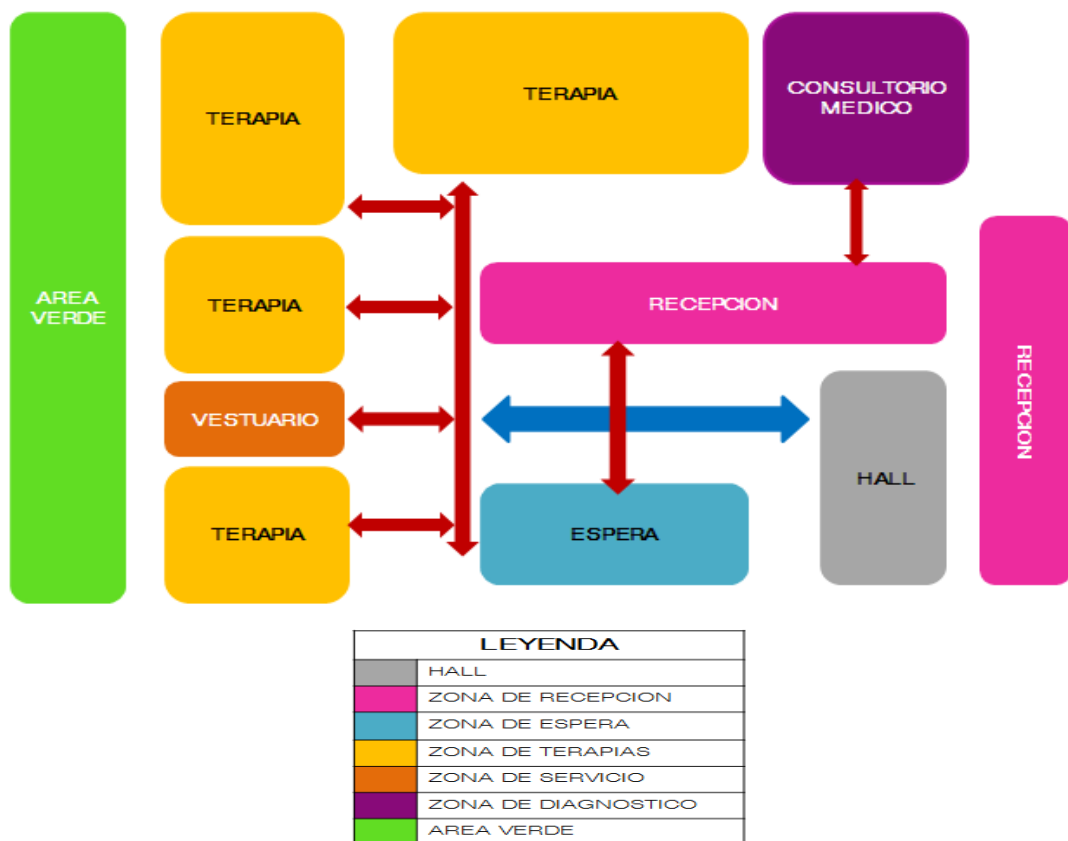 TERAPIA
TERAPIA
CONSULTORIO
MEDICO
AREA
VERDE
TERAPIA
RECEPCION
RECEPCION
VESTUARIO
HALL
TERAPIA
ESPERA
LEYENDA
HALL
ZONA DE RECEPCION
ZONA DE ESPERA
ZONA DE TERAPIAS
ZONA DE SERVICIO
ZONA DE DIAGNOSTICO
AREA VERDE